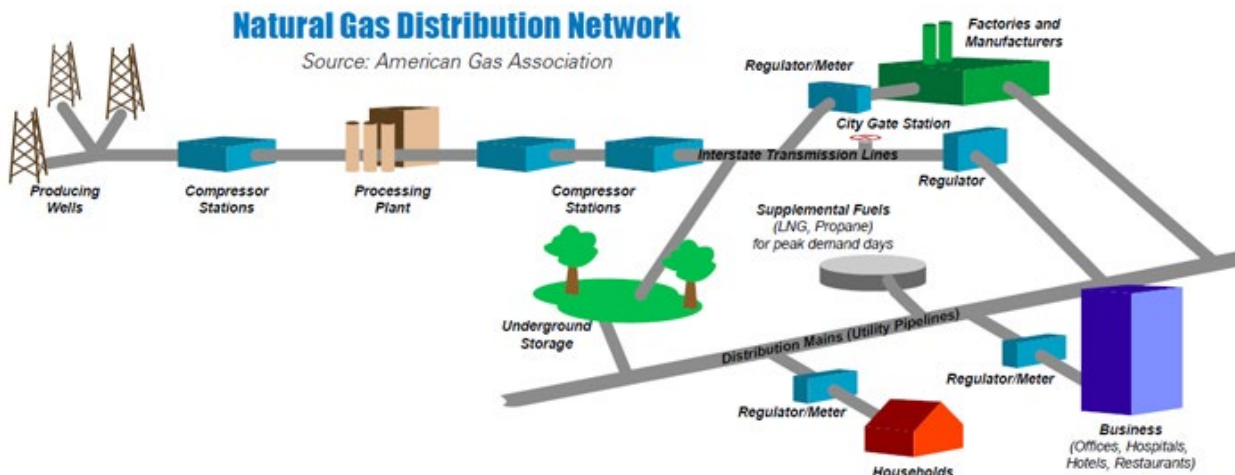 Natural Gas Distribution Network
Source: American Gas Association
Factories and
Manufacturers
Regulator/Meter
City Gate Station
Interstate Transmission Lines
Regulator
Producing
Wells
Compressor
Stations
Processing
Plant
Compressor
Stations
Supplemental Fuels
(LNG, Propane)
for peak demand days
Underground
Storage
Distribution Mains (Utility Pipelines)
Regulator/Meter
Regulator/Meter
Business
(Offices, Hospitals,
Hotels, Restaurants)
Households